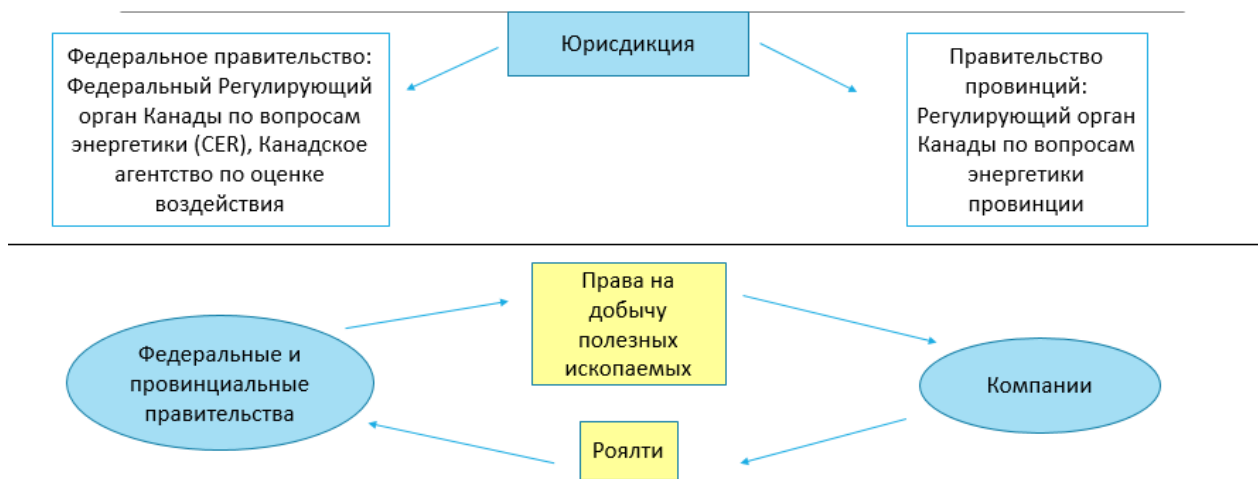 Юрисдикция
Федеральное правительство:
Федеральный Регулирующий
орган Канады по вопросам
энергетики (CER), Канадское
агентство по оценке
воздействия
Правительство
провинций:
Регулирующий орган
Канады по вопросам
энергетики
провинции
Права на
добычу
полезных
ископаемых
Федеральные и
провинциальные
правительства
Компании
Роялти